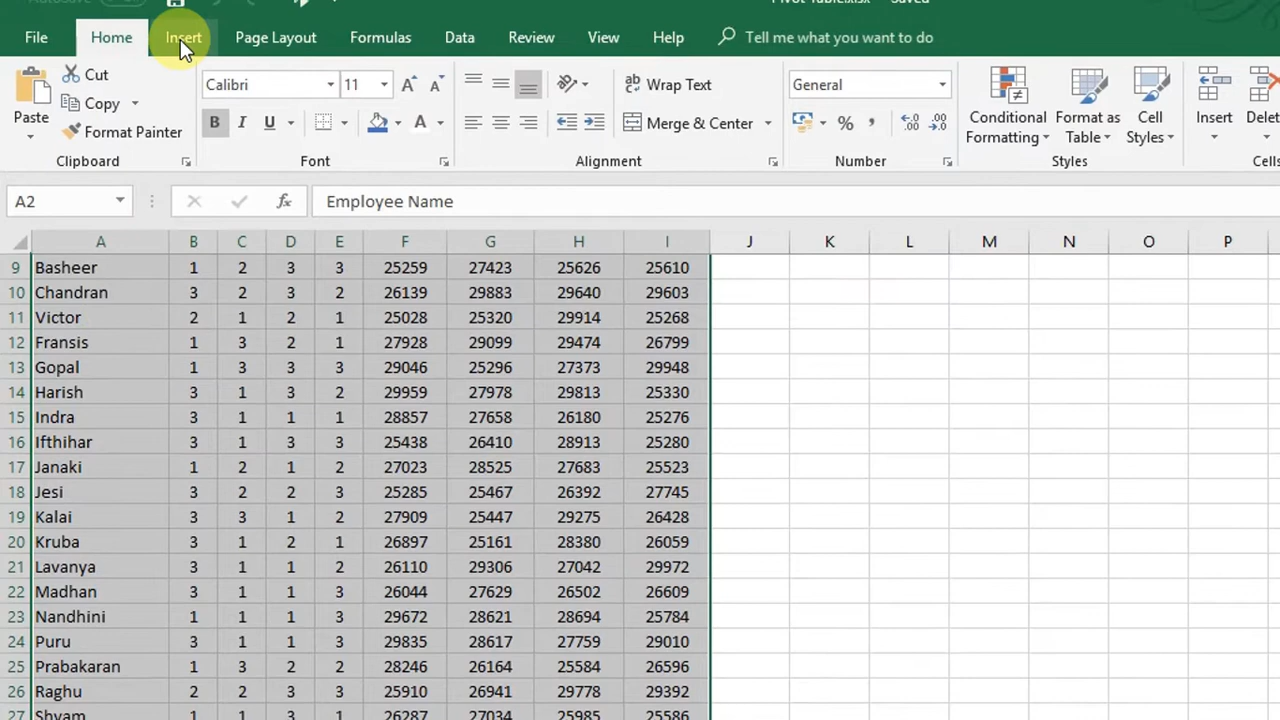 AutoSave Pivot Table.xlsx - Saved
File Home Insert Page Layout Formulas Data Review View Help Tell me what you want to do
Paste Cut Copy Format Painter
Calibri 11
B I U A
Wrap Text
Merge & Center
General
% ,
Conditional Formatting Format as Table Cell Styles
Insert
Clipboard Font Alignment Number Styles
A2 fx Employee Name
A B C D E F G H I J K L M N O P
9 Basheer 1 2 3 3 25259 27423 25626 25610
10 Chandran 3 2 3 2 26139 29883 29640 29603
11 Victor 2 1 2 1 25028 25320 29914 25268
12 Fransis 1 3 2 1 27928 29099 29474 26799
13 Gopal 1 3 3 3 29046 25296 27373 29948
14 Harish 3 1 3 2 29959 27978 29813 25330
15 Indra 3 1 1 1 28857 27658 26180 25276
16 Ifthihar 3 1 3 3 25438 26410 28913 25280
17 Janaki 1 2 1 2 27023 28525 27683 25523
18 Jesi 3 2 2 3 25285 25467 26392 27745
19 Kalai 3 3 1 2 27909 25447 29275 26428
20 Kruba 3 1 2 1 26897 25161 28380 26059
21 Lavanya 3 1 1 2 26110 29306 27042 29972
22 Madhan 3 1 1 3 26044 27629 26502 26609
23 Nandhini 1 1 1 3 29672 28621 28694 25784
24 Puru 3 1 1 3 29835 28617 27759 29010
25 Prabakaran 1 3 2 2 28246 26164 25584 26596
26 Raghu 2 2 3 3 25910 26941 29778 29392
27 Shyam 1 1 3 1 26287 27034 25985 25586